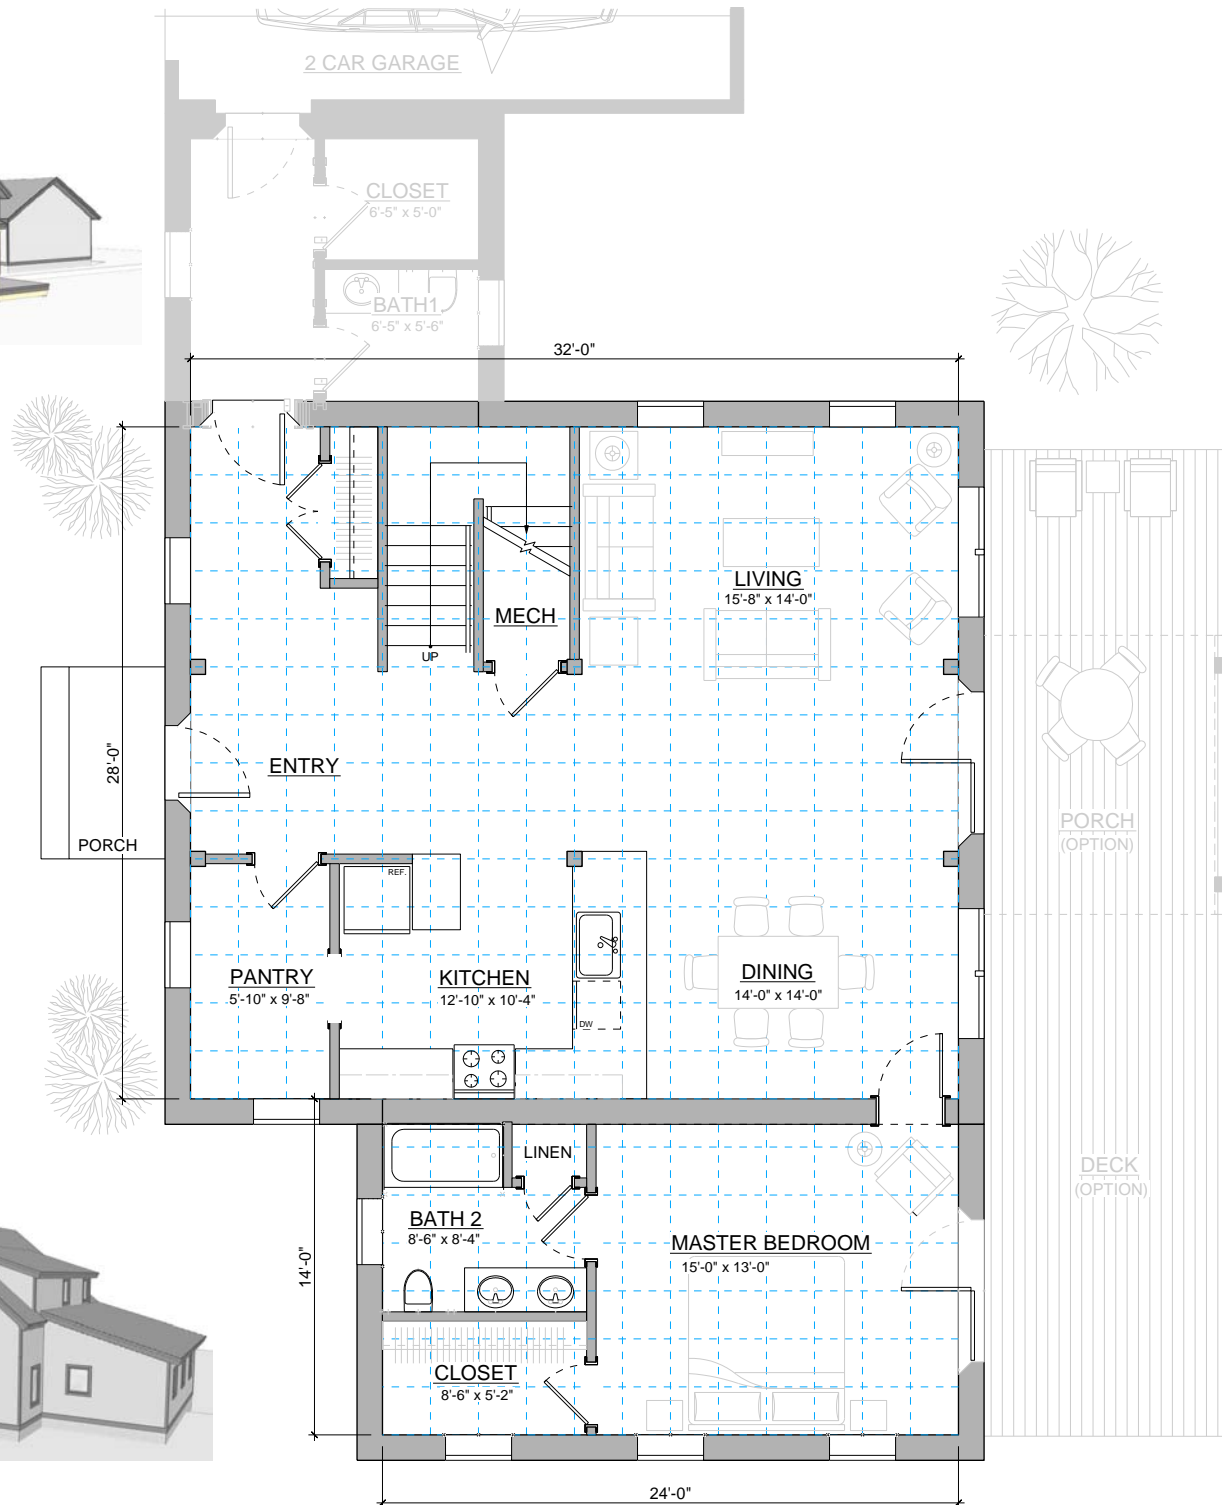 2 CAR GARAGE
CLOSET
6'-5" x 5'-0"
BATH1
6'-5" x 5'-6"
32'-0"
LIVING
15'-8" x 14'-0"
MECH
UP
28'-0"
ENTRY
PORCH
PORCH
(OPTION)
REF.
PANTRY
5'-10" x 9'-8"
KITCHEN
12'-10" x 10'-4"
DINING
14'-0" x 14'-0"
DW
LINEN
DECK
(OPTION)
BATH 2
8'-6" x 8'-4"
14'-0"
MASTER BEDROOM
15'-0" x 13'-0"
CLOSET
8'-6" x 5'-2"
24'-0"